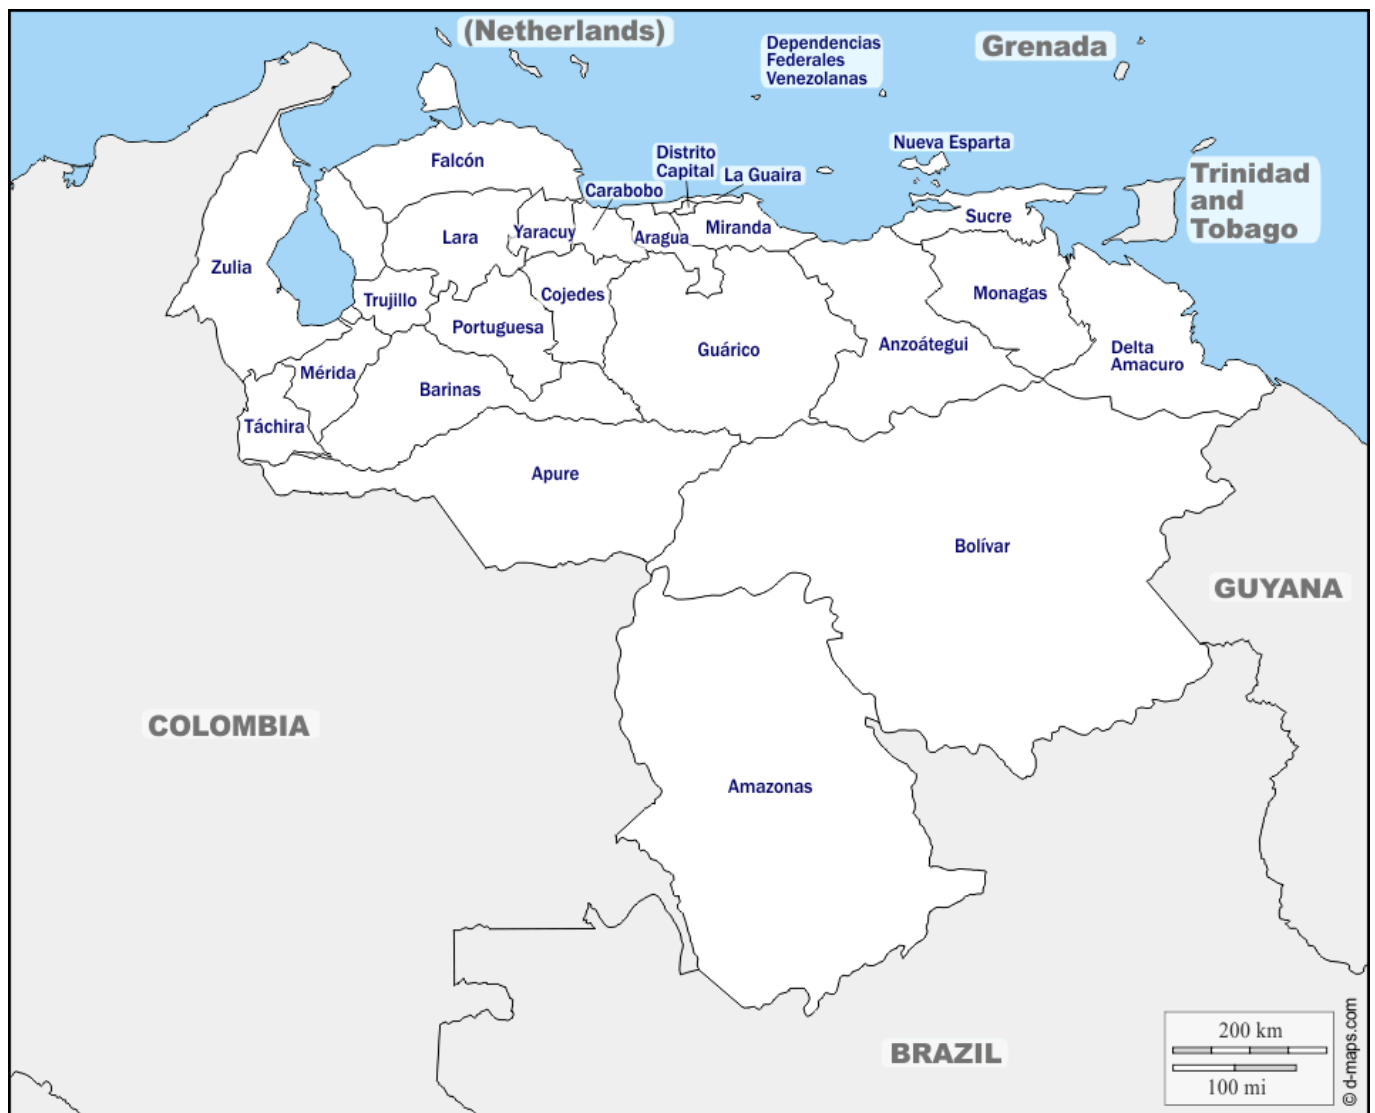 (Netherlands)
Dependencias
Federales
Venezolanas
Grenada
Nueva Esparta
Distrito
Capital
La Guaira
Falcón
Carabobo
Trinidad
and
Tobago
Sucre
Lara
Yaracuy
Aragua
Miranda
Zulia
Trujillo
Cojedes
Monagas
Portuguesa
Guárico
Anzoátegui
Delta
Amacuro
Mérida
Barinas
Táchira
Apure
Bolívar
GUYANA
COLOMBIA
Amazonas
BRAZIL
200 km
100 mi
© d-maps.com